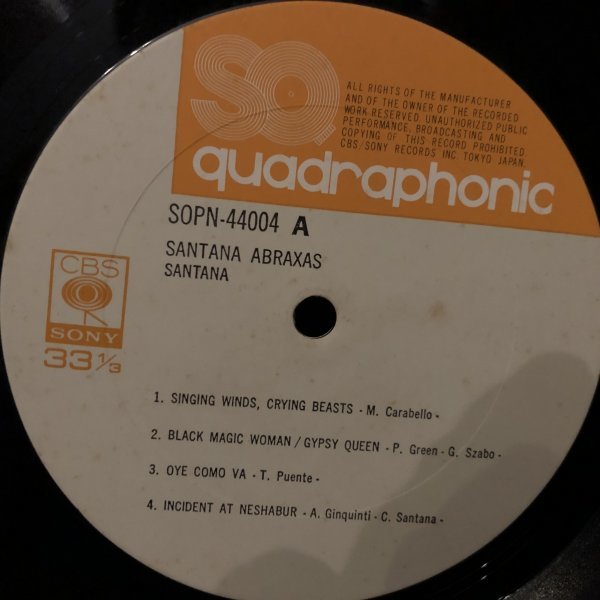 SQ
ALL RIGHTS OF THE MANUFACTURER
AND OF THE OWNER OF THE RECORDED
WORK RESERVED. UNAUTHORIZED PUBLIC
PERFORMANCE, BROADCASTING AND
COPYING OF THIS RECORD PROHIBITED
CBS/SONY RECORDS INC. TOKYO JAPAN.
quadraphonic
SOPN-44004 A
SANTANA ABRAXAS
SANTANA
CBS
SONY
33 1/3
1. SINGING WINDS, CRYING BEASTS - M. Carabello -
2. BLACK MAGIC WOMAN / GYPSY QUEEN - P. Green - G. Szabo -
3. OYE COMO VA - T. Puente -
4. INCIDENT AT NESHABUR - A. Ginquinti - C. Santana -